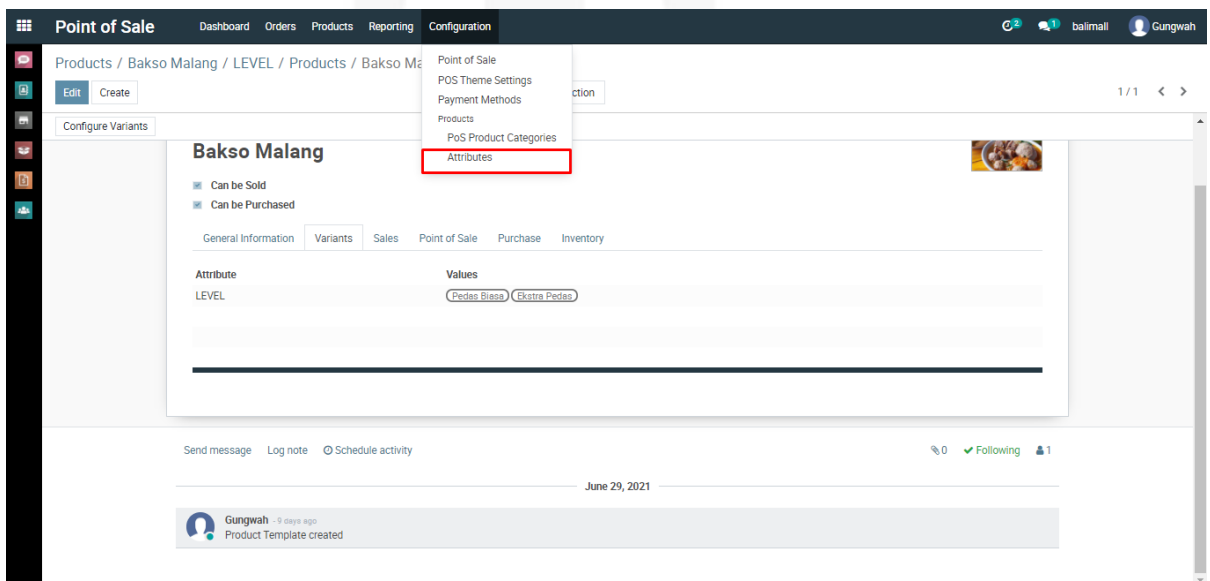 Point of Sale Dashboard Orders Products Reporting Configuration 2 1 balimall Gungwah
Products / Bakso Malang / LEVEL / Products / Bakso Ma
Point of Sale
POS Theme Settings
Payment Methods
Products
PoS Product Categories
Attributes
Edit Create ction 1 / 1
Configure Variants
Bakso Malang
Can be Sold
Can be Purchased
General Information Variants Sales Point of Sale Purchase Inventory
Attribute Values
LEVEL Pedas Biasa Ekstra Pedas
Send message Log note Schedule activity 0 Following 1
June 29, 2021
Gungwah - 9 days ago
Product Template created